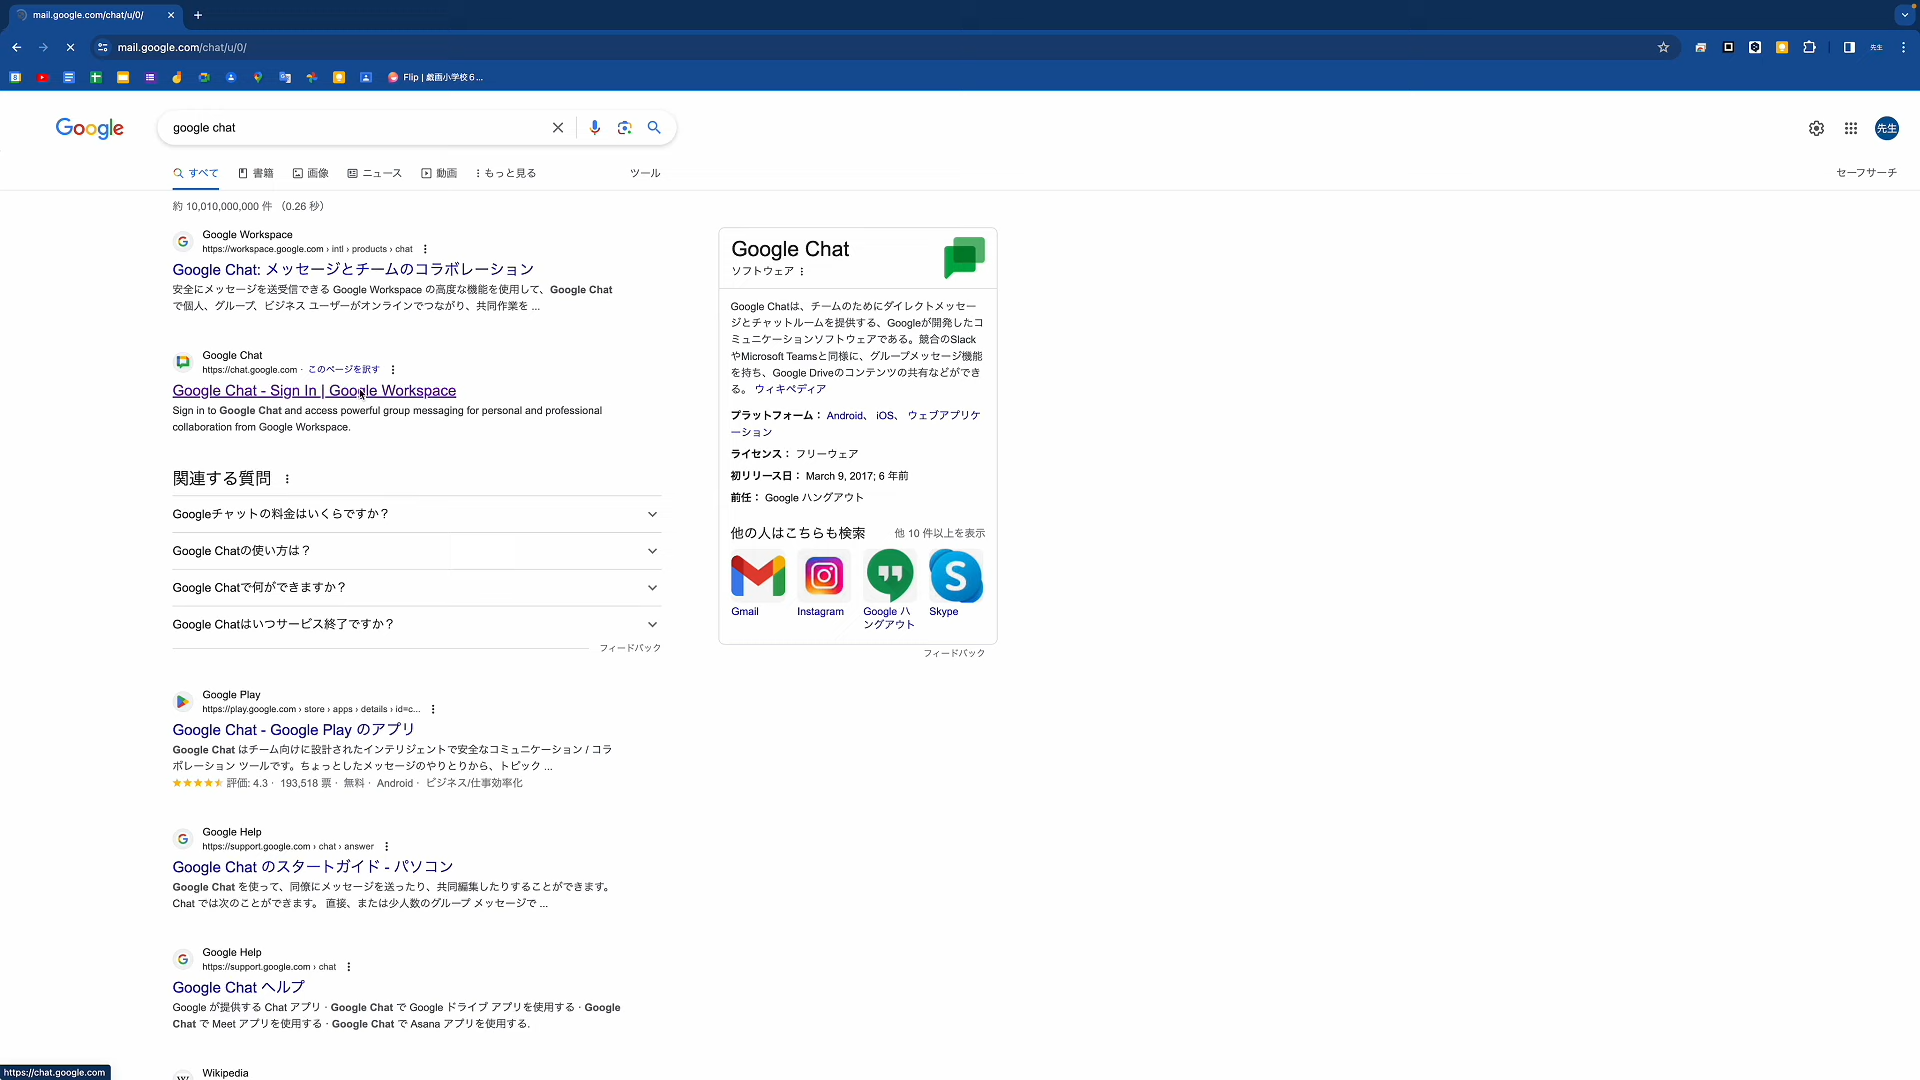 mail.google.com/chat/u/0/
mail.google.com/chat/u/0/
先生
Flip | 戯画小学校６...
Google
google chat
先生
すべて
書籍
画像
ニュース
動画
もっと見る
ツール
セーフサーチ
約 10,010,000,000 件 （0.26 秒）
Google Workspace
https://workspace.google.com › intl › products › chat
Google Chat: メッセージとチームのコラボレーション
安全にメッセージを送受信できる Google Workspace の高度な機能を使用して、Google Chat
で個人、グループ、ビジネス ユーザーがオンラインでつながり、共同作業を ...
Google Chat
https://chat.google.com · このページを訳す
Google Chat - Sign In | Google Workspace
Sign in to Google Chat and access powerful group messaging for personal and professional
collaboration from Google Workspace.
関連する質問
Googleチャットの料金はいくらですか？
Google Chatの使い方は？
Google Chatで何ができますか？
Google Chatはいつサービス終了ですか？
フィードバック
Google Play
https://play.google.com › store › apps › details › id=c...
Google Chat - Google Play のアプリ
Google Chat はチーム向けに設計されたインテリジェントで安全なコミュニケーション / コラ
ボレーション ツールです。ちょっとしたメッセージのやりとりから、トピック ...
評価: 4.3 · 193,518 票 · 無料 · Android · ビジネス/仕事効率化
Google Help
https://support.google.com › chat › answer
Google Chat のスタートガイド - パソコン
Google Chat を使って、同僚にメッセージを送ったり、共同編集したりすることができます。
Chat では次のことができます。 直接、または少人数のグループ メッセージで ...
Google Help
https://support.google.com › chat
Google Chat ヘルプ
Google が提供する Chat アプリ · Google Chat で Google ドライブ アプリを使用する · Google
Chat で Meet アプリを使用する · Google Chat で Asana アプリを使用する.
Wikipedia
Google Chat
ソフトウェア
Google Chatは、チームのためにダイレクトメッセー
ジとチャットルームを提供する、Googleが開発したコ
ミュニケーションソフトウェアである。競合のSlack
やMicrosoft Teamsと同様に、グループメッセージ機能
を持ち、Google Driveのコンテンツの共有などができ
る。 ウィキペディア
プラットフォーム： Android、 iOS、 ウェブアプリケ
ーション
ライセンス： フリーウェア
初リリース日： March 9, 2017; 6 年前
前任： Google ハングアウト
他の人はこちらも検索
他 10 件以上を表示
Gmail
Instagram
Google ハ
ングアウト
Skype
フィードバック
https://chat.google.com